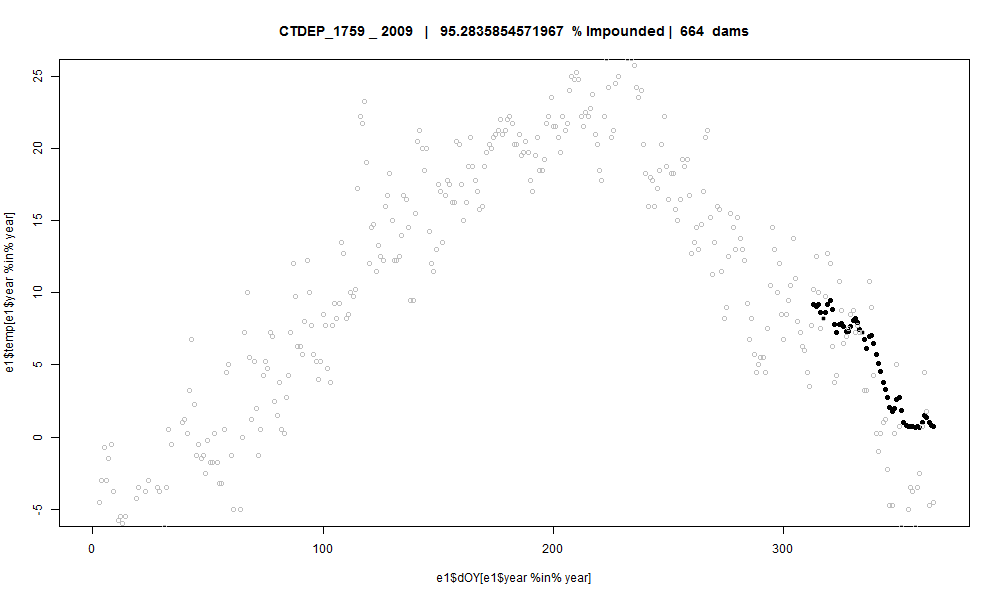 CTDEP_1759 _ 2009 | 95.2835854571967 % Impounded | 664 dams
e1$temp[e1$year %in% year]
25
20
15
10
5
0
-5
0 100 200 300
e1$dOY[e1$year %in% year]